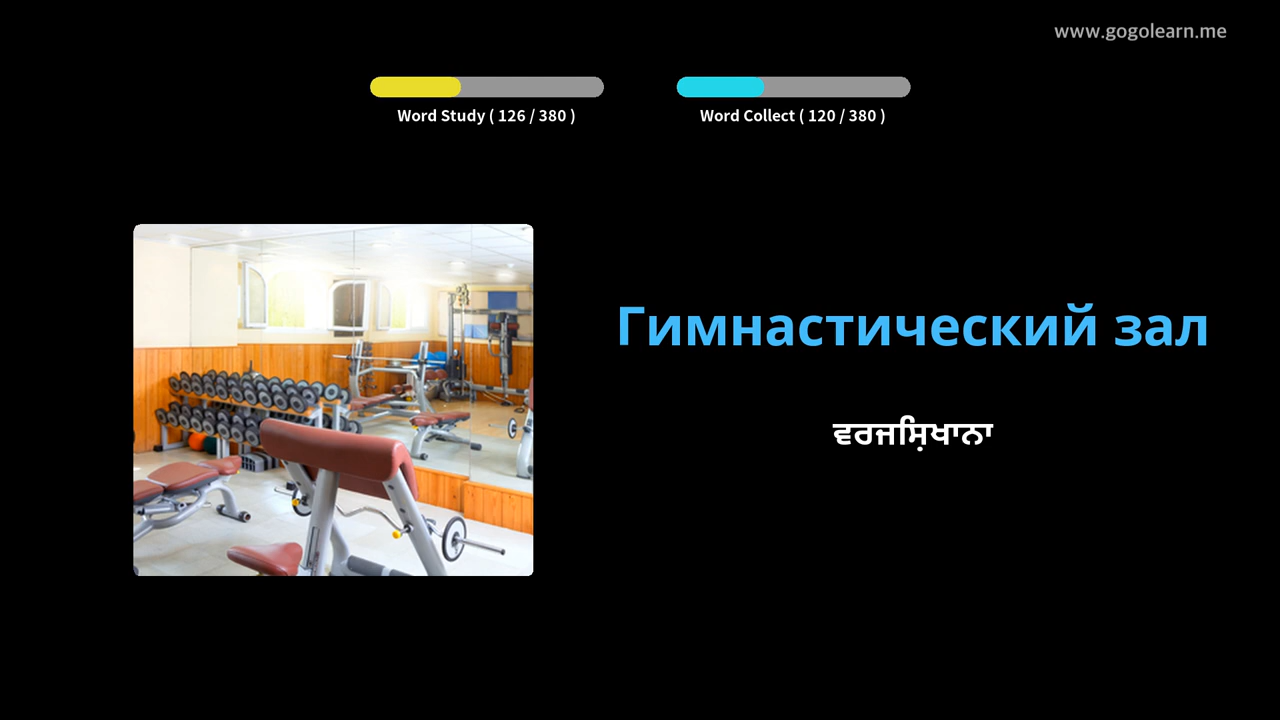 www.gogolearn.me
Word Study ( 126 / 380 )
Word Collect ( 120 / 380 )
Гимнастический зал
ਵਰਜਸਿ਼ਖਾਨਾ